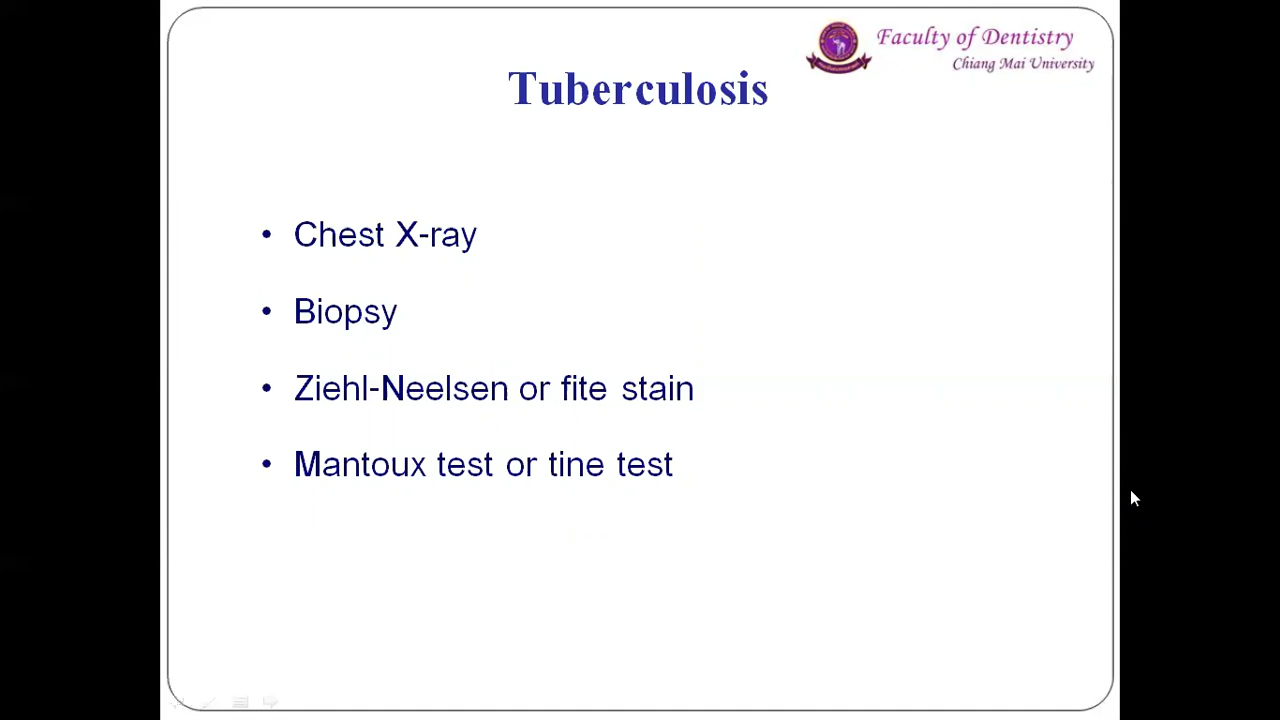 Faculty of Dentistry
Chiang Mai University
Tuberculosis
• Chest X-ray
• Biopsy
• Ziehl-Neelsen or fite stain
• Mantoux test or tine test